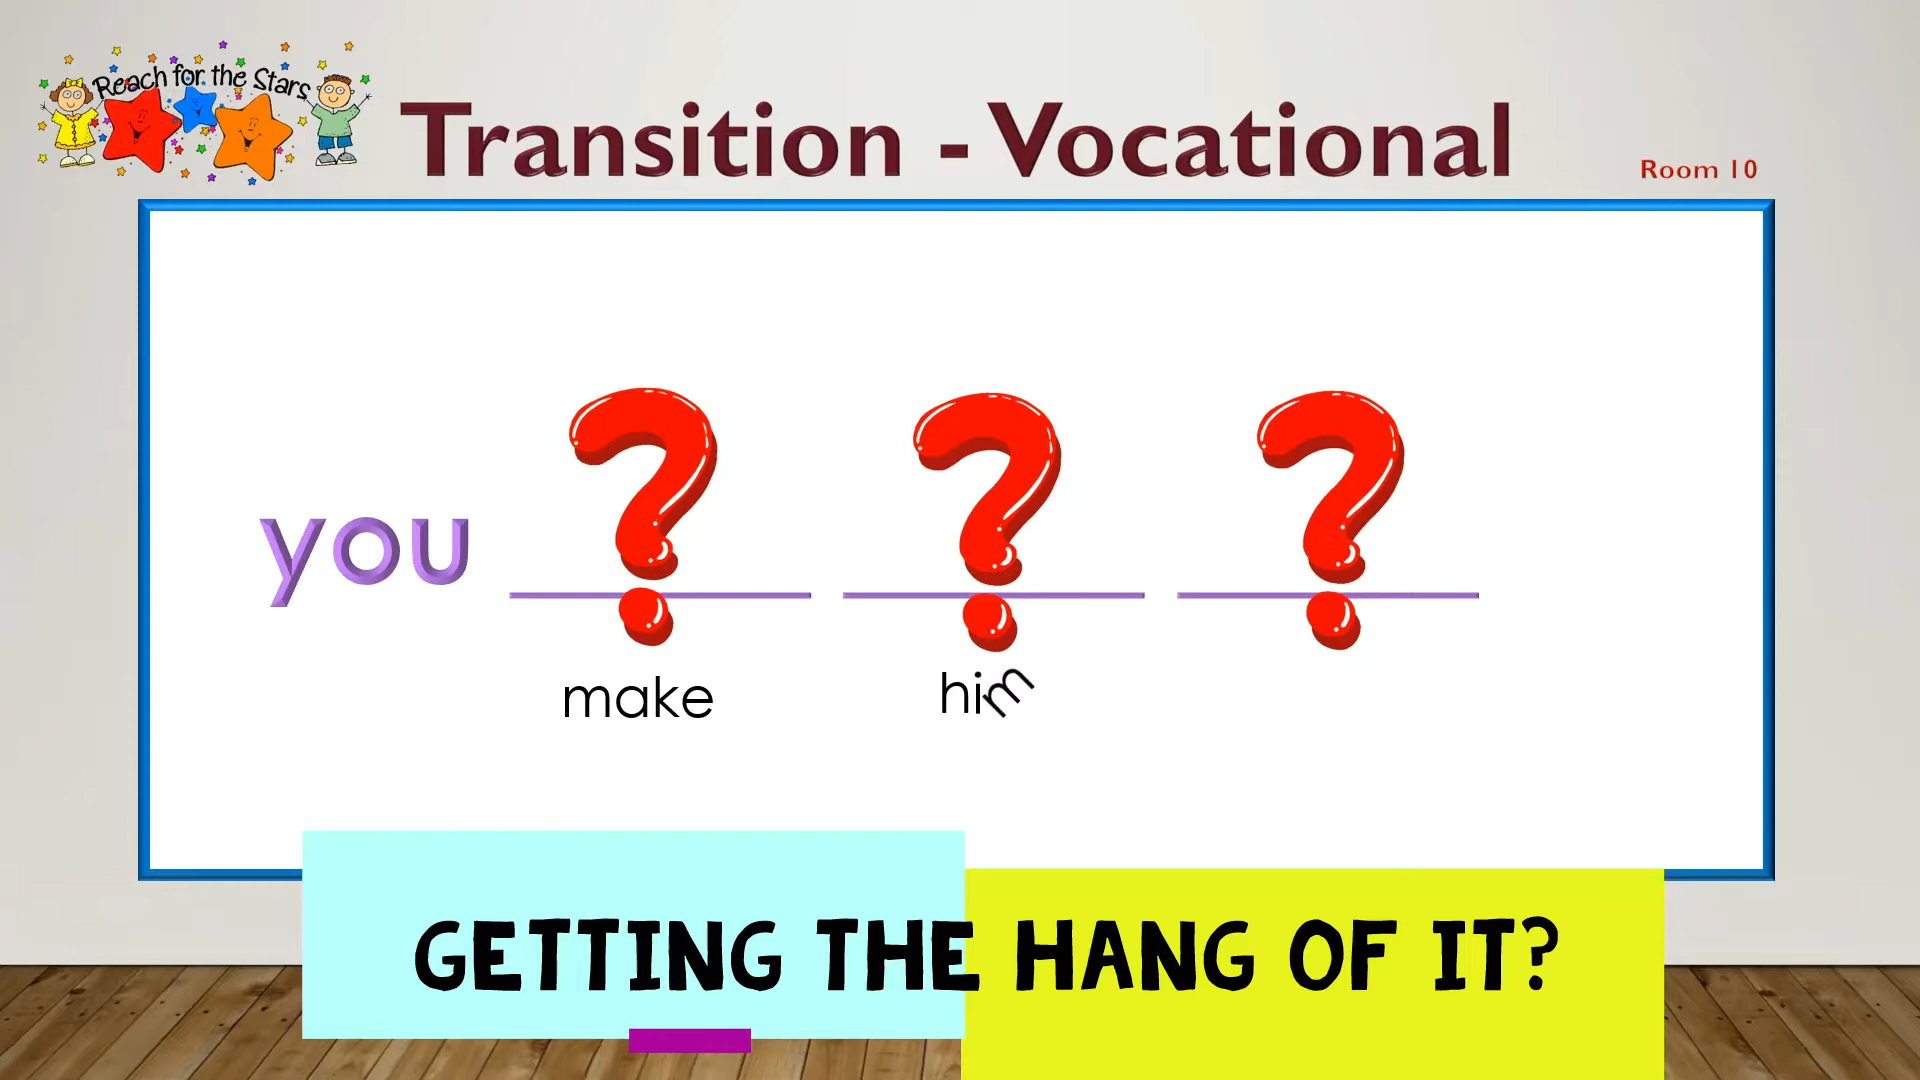 Reach for the Stars
Transition - Vocational
Room 10
you ? ? ?
make him
GETTING THE HANG OF IT?